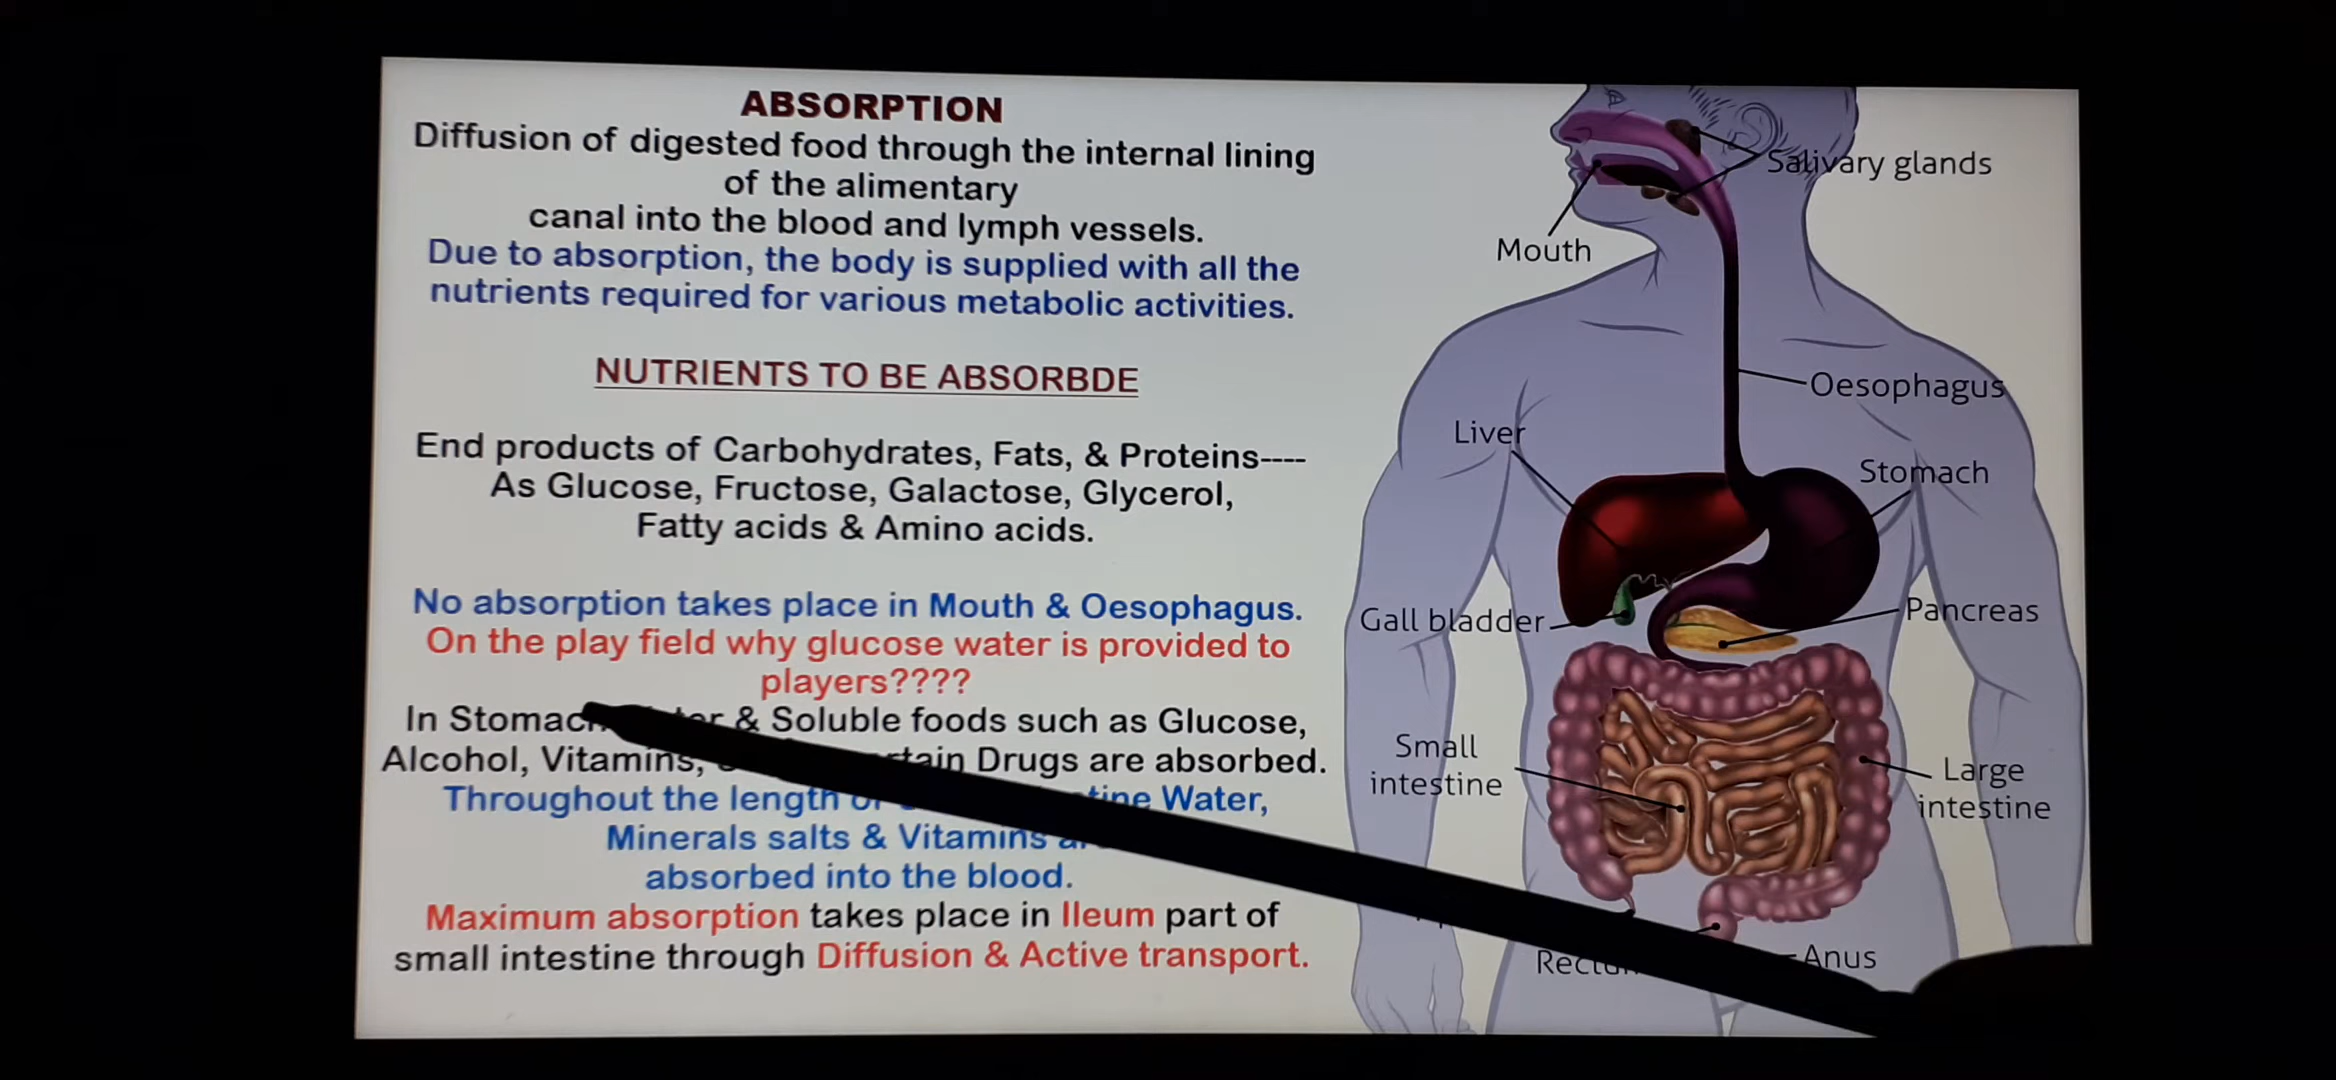 ABSORPTION
Diffusion of digested food through the internal lining
of the alimentary
canal into the blood and lymph vessels.
Due to absorption, the body is supplied with all the
nutrients required for various metabolic activities.
NUTRIENTS TO BE ABSORBDE
End products of Carbohydrates, Fats, & Proteins----
As Glucose, Fructose, Galactose, Glycerol,
Fatty acids & Amino acids.
No absorption takes place in Mouth & Oesophagus.
On the play field why glucose water is provided to
players????
In Stomach & Soluble foods such as Glucose,
Alcohol, Vitamins, Drugs are absorbed.
Throughout the length Water,
Minerals salts & Vitamins
absorbed into the blood.
Maximum absorption takes place in Ileum part of
small intestine through Diffusion & Active transport.
Salivary glands
Mouth
Oesophagus
Liver
Stomach
Gall bladder
Pancreas
Small
intestine
Large
intestine
Anus